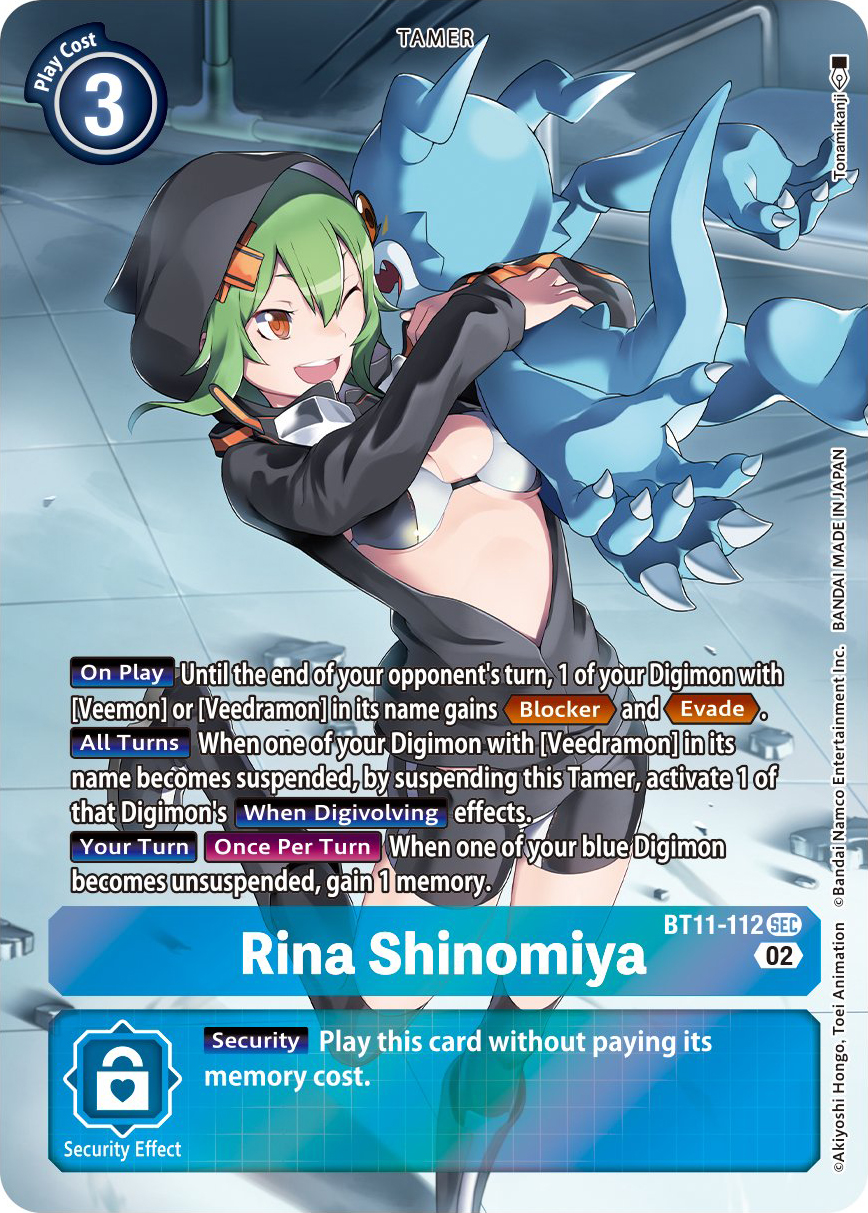 TAMER
Play Cost
3
Tonamikanji
On Play Until the end of your opponent's turn, 1 of your Digimon with
[Veemon] or [Veedramon] in its name gains Blocker and Evade .
All Turns When one of your Digimon with [Veedramon] in its
name becomes suspended, by suspending this Tamer, activate 1 of
that Digimon's When Digivolving effects.
Your Turn Once Per Turn When one of your blue Digimon
becomes unsuspended, gain 1 memory.
BT11-112 SEC
Rina Shinomiya
02
Security Play this card without paying its
memory cost.
Security Effect
©Akiyoshi Hongo, Toei Animation ©Bandai Namco Entertainment Inc. BANDAI MADE IN JAPAN